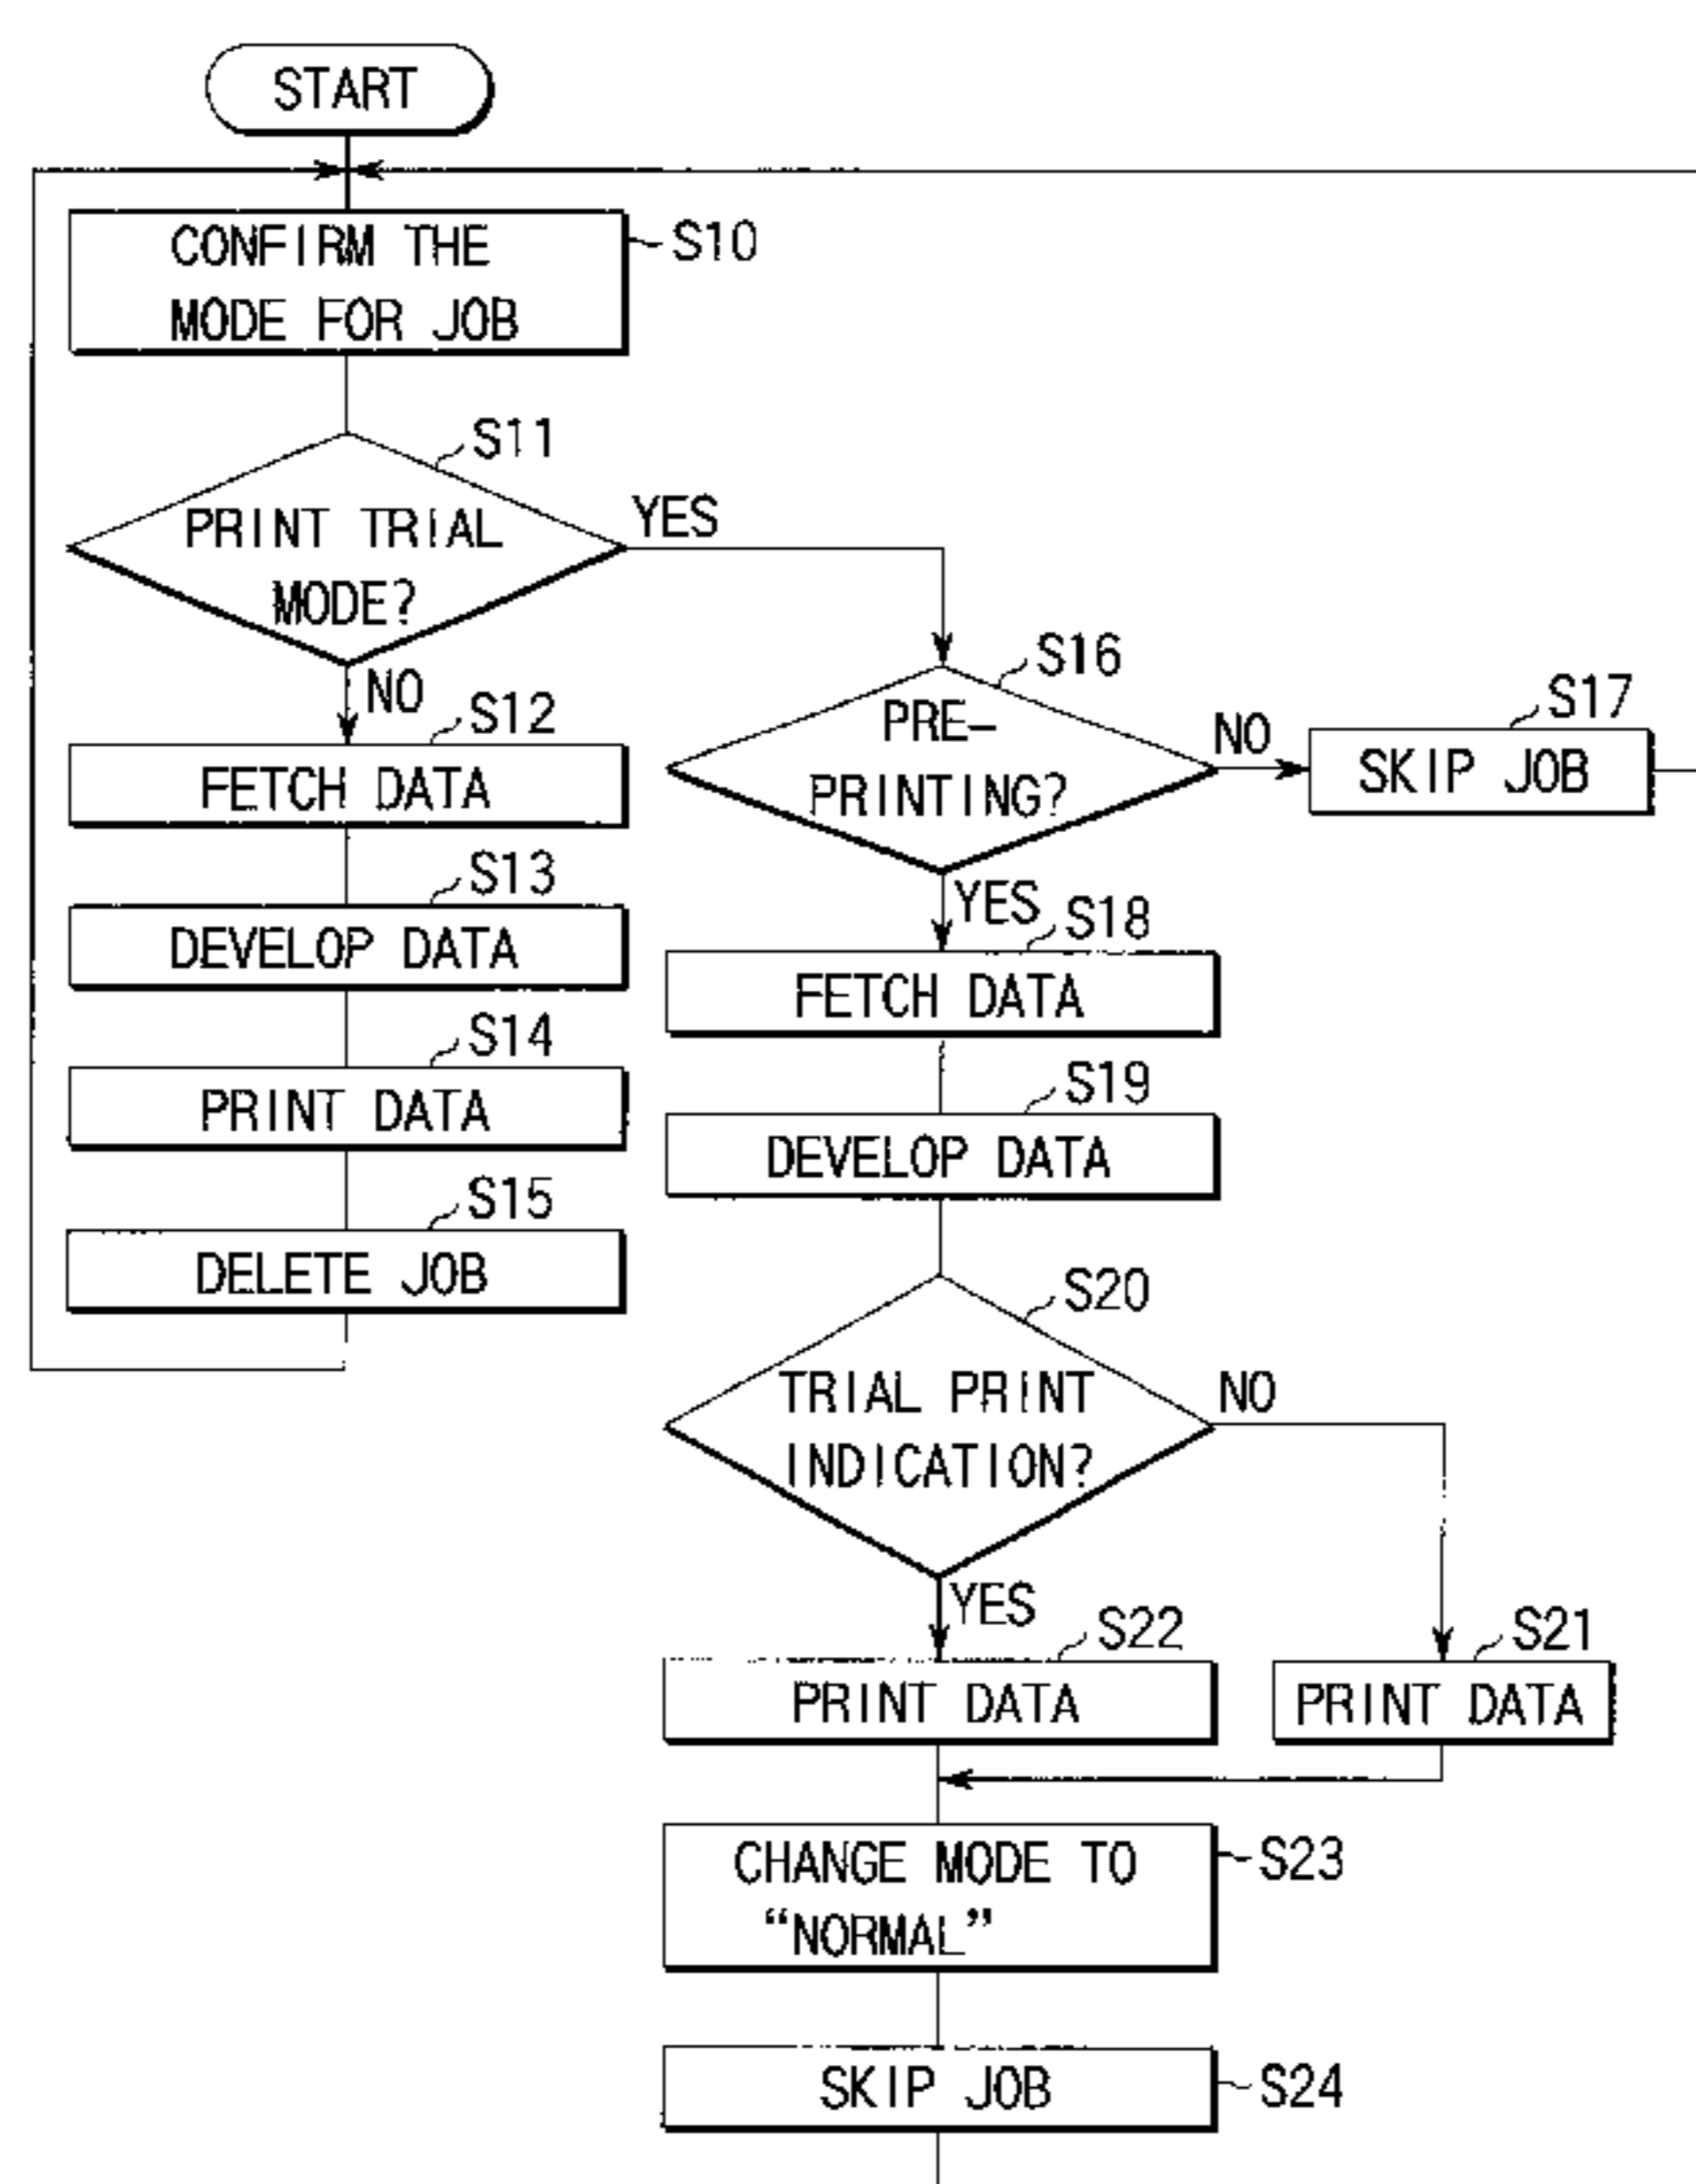 START
CONFIRM THE
MODE FOR JOB
S10
S11
PRINT TRIAL
MODE?
YES
NO
S12
FETCH DATA
S13
DEVELOP DATA
S14
PRINT DATA
S15
DELETE JOB
S16
PRE-
PRINTING?
NO
S17
SKIP JOB
YES
S18
FETCH DATA
S19
DEVELOP DATA
S20
TRIAL PRINT
INDICATION?
NO
YES
S22
PRINT DATA
S21
PRINT DATA
CHANGE MODE TO
“NORMAL”
S23
SKIP JOB
S24